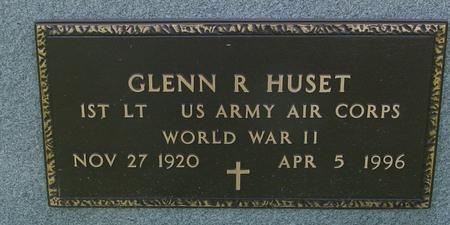 GLENN R HUSET
1ST LT US ARMY AIR CORPS
WORLD WAR II
NOV 27 1920 APR 5 1996